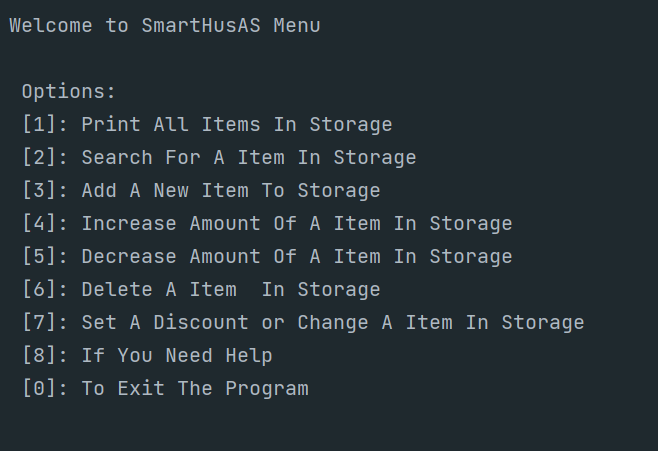 Welcome to SmartHusAS Menu
Options:
[1]: Print All Items In Storage
[2]: Search For A Item In Storage
[3]: Add A New Item To Storage
[4]: Increase Amount Of A Item In Storage
[5]: Decrease Amount Of A Item In Storage
[6]: Delete A Item  In Storage
[7]: Set A Discount or Change A Item In Storage
[8]: If You Need Help
[0]: To Exit The Program